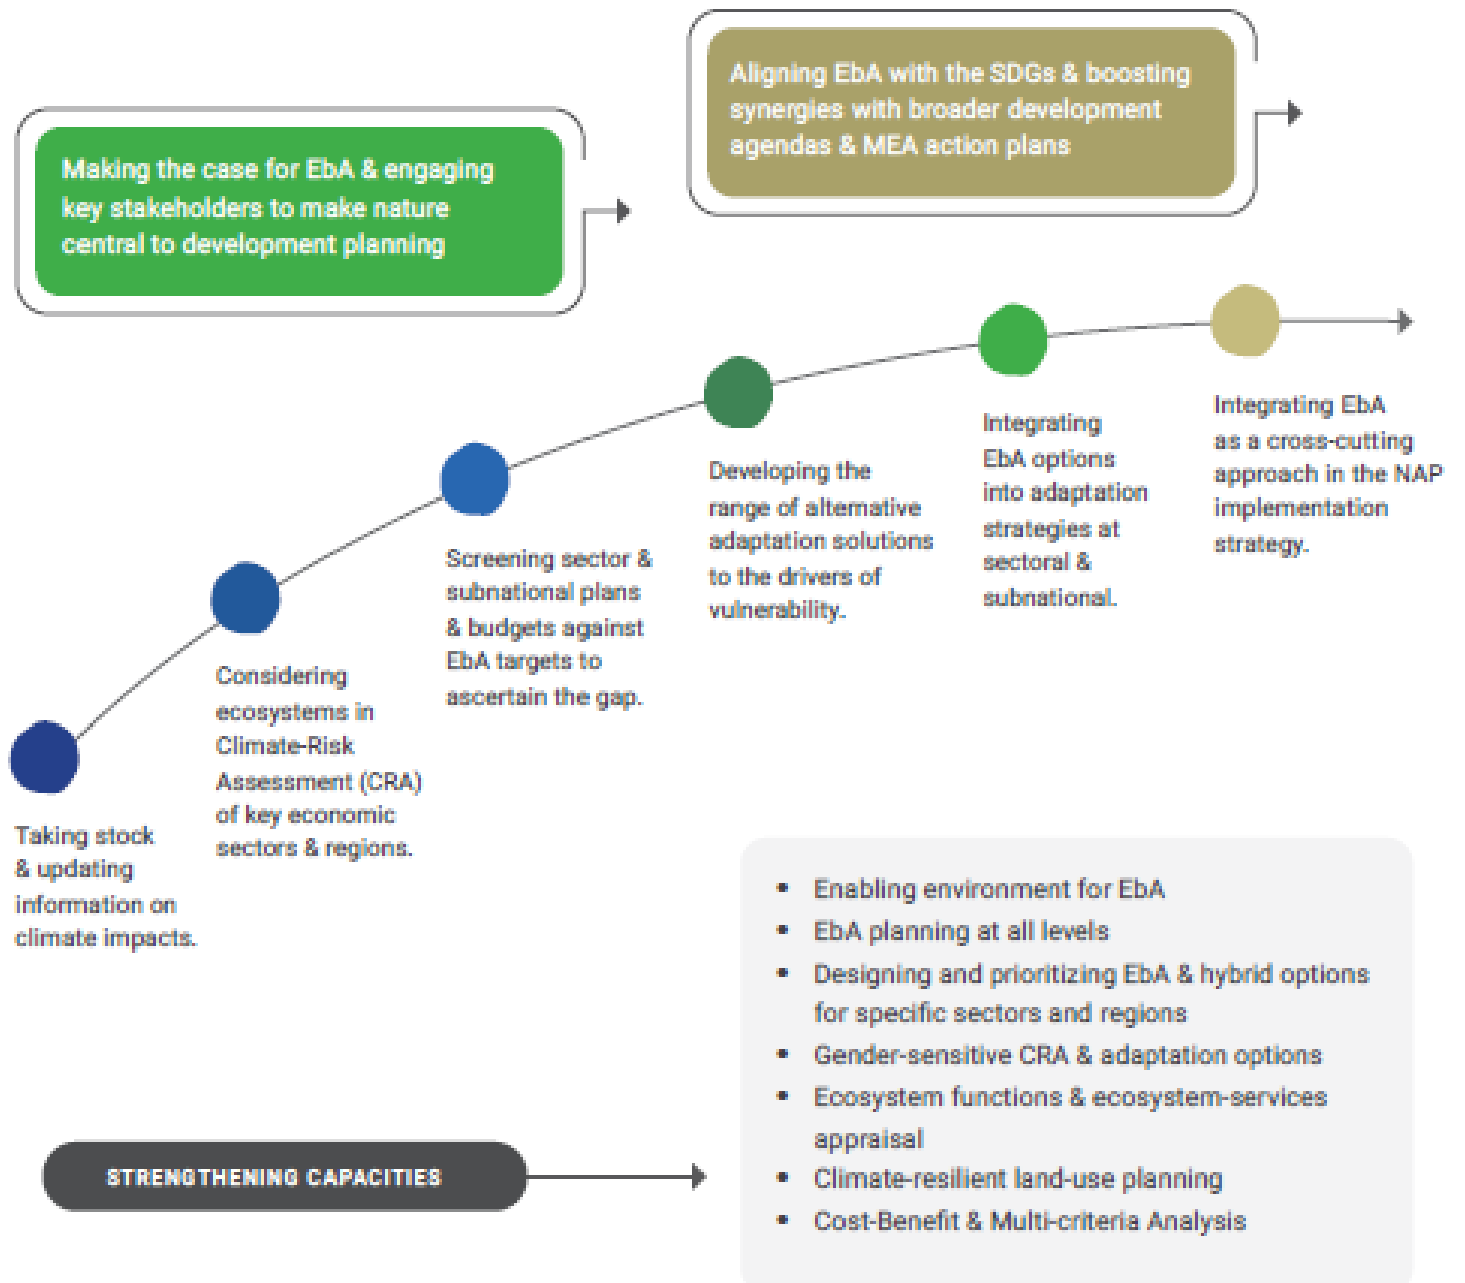 Aligning EbA with the SDGs & boosting
synergies with broader development
agendas & MEA action plans
Making the case for EbA & engaging
key stakeholders to make nature
central to development planning
Integrating EbA
as a cross-cutting
approach in the NAP
implementation
strategy.
Integrating
EbA options
into adaptation
strategies at
sectoral &
subnational.
Developing the
range of alternative
adaptation solutions
to the drivers of
vulnerability.
Screening sector &
subnational plans
& budgets against
EbA targets to
ascertain the gap.
Considering
ecosystems in
Climate-Risk
Assessment (CRA)
of key economic
sectors & regions.
Taking stock
& updating
information on
climate impacts.
• Enabling environment for EbA
• EbA planning at all levels
• Designing and prioritizing EbA & hybrid options
for specific sectors and regions
• Gender-sensitive CRA & adaptation options
• Ecosystem functions & ecosystem-services
appraisal
• Climate-resilient land-use planning
• Cost-Benefit & Multi-criteria Analysis
STRENGTHENING CAPACITIES